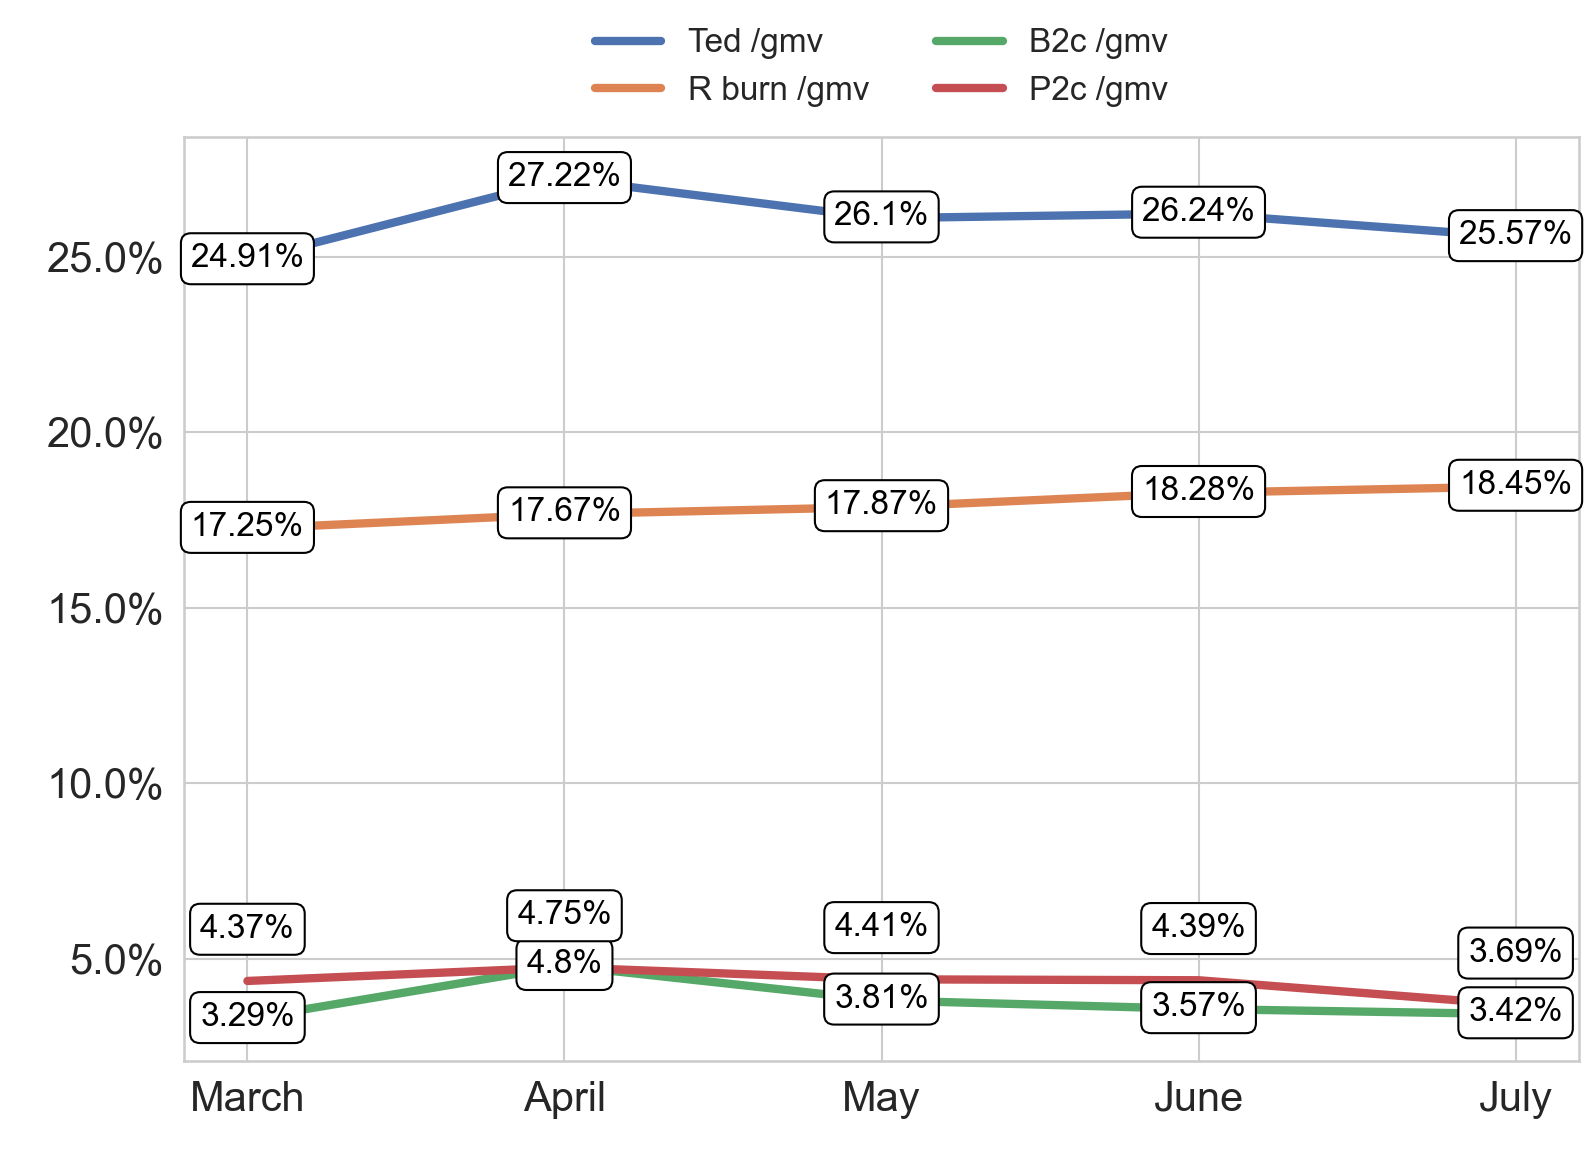 Ted /gmv
R burn /gmv
B2c /gmv
P2c /gmv
25.0%
20.0%
15.0%
10.0%
5.0%
24.91%
27.22%
26.1%
26.24%
25.57%
17.25%
17.67%
17.87%
18.28%
18.45%
4.37%
4.75%
4.41%
4.39%
3.69%
3.29%
4.8%
3.81%
3.57%
3.42%
March
April
May
June
July